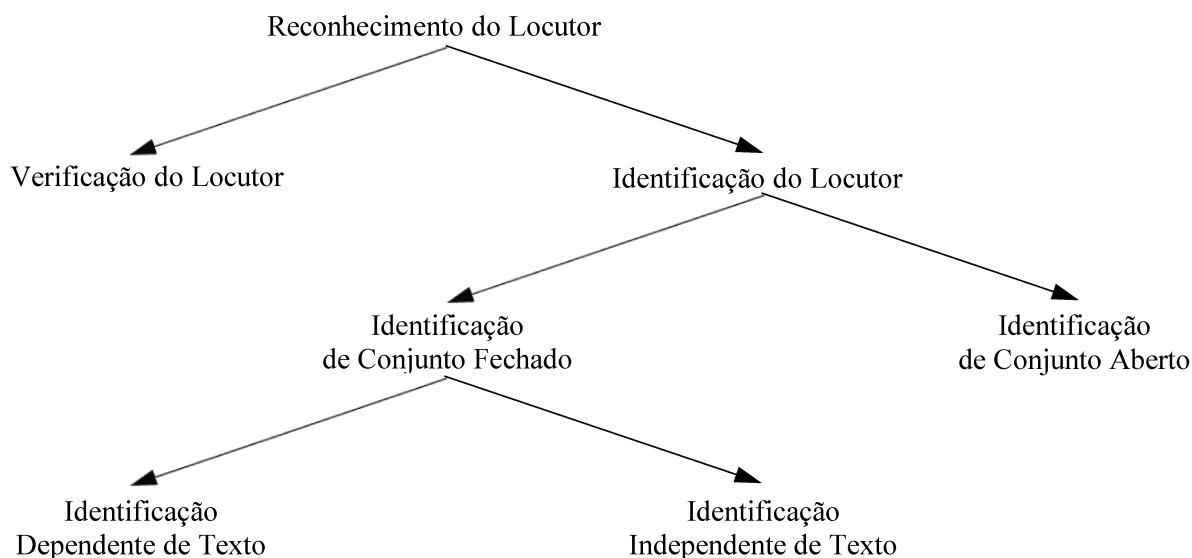 Reconhecimento do Locutor
Verificação do Locutor
Identificação do Locutor
Identificação
de Conjunto Fechado
Identificação
de Conjunto Aberto
Identificação
Dependente de Texto
Identificação
Independente de Texto